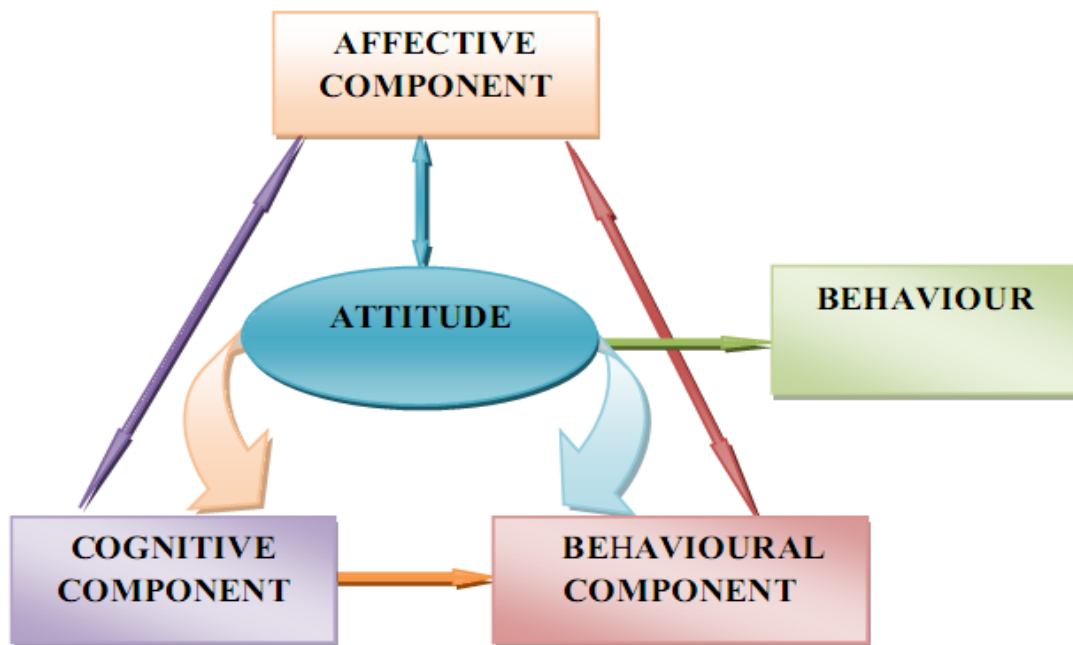 AFFECTIVE
COMPONENT
ATTITUDE
BEHAVIOUR
COGNITIVE
COMPONENT
BEHAVIOURAL
COMPONENT